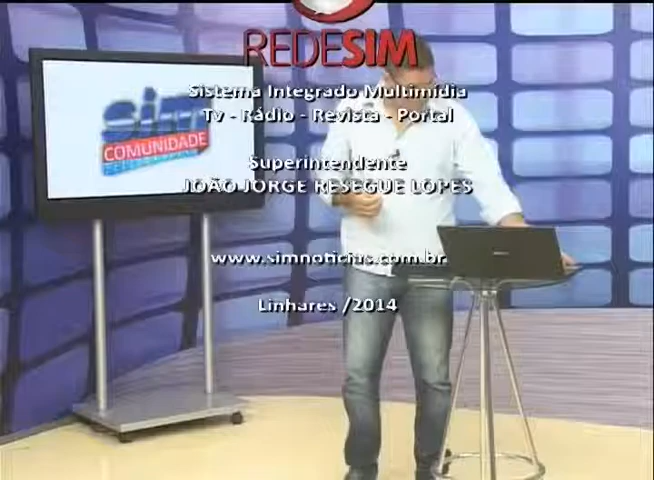 REDESIM
Sistema Integrado Multimídia
Tv - Rádio - Revista - Portal
sim
COMUNIDADE
Superintendente
JOÃO JORGE RESEGUE LOPES
www.simnoticias.com.br
Linhares /2014